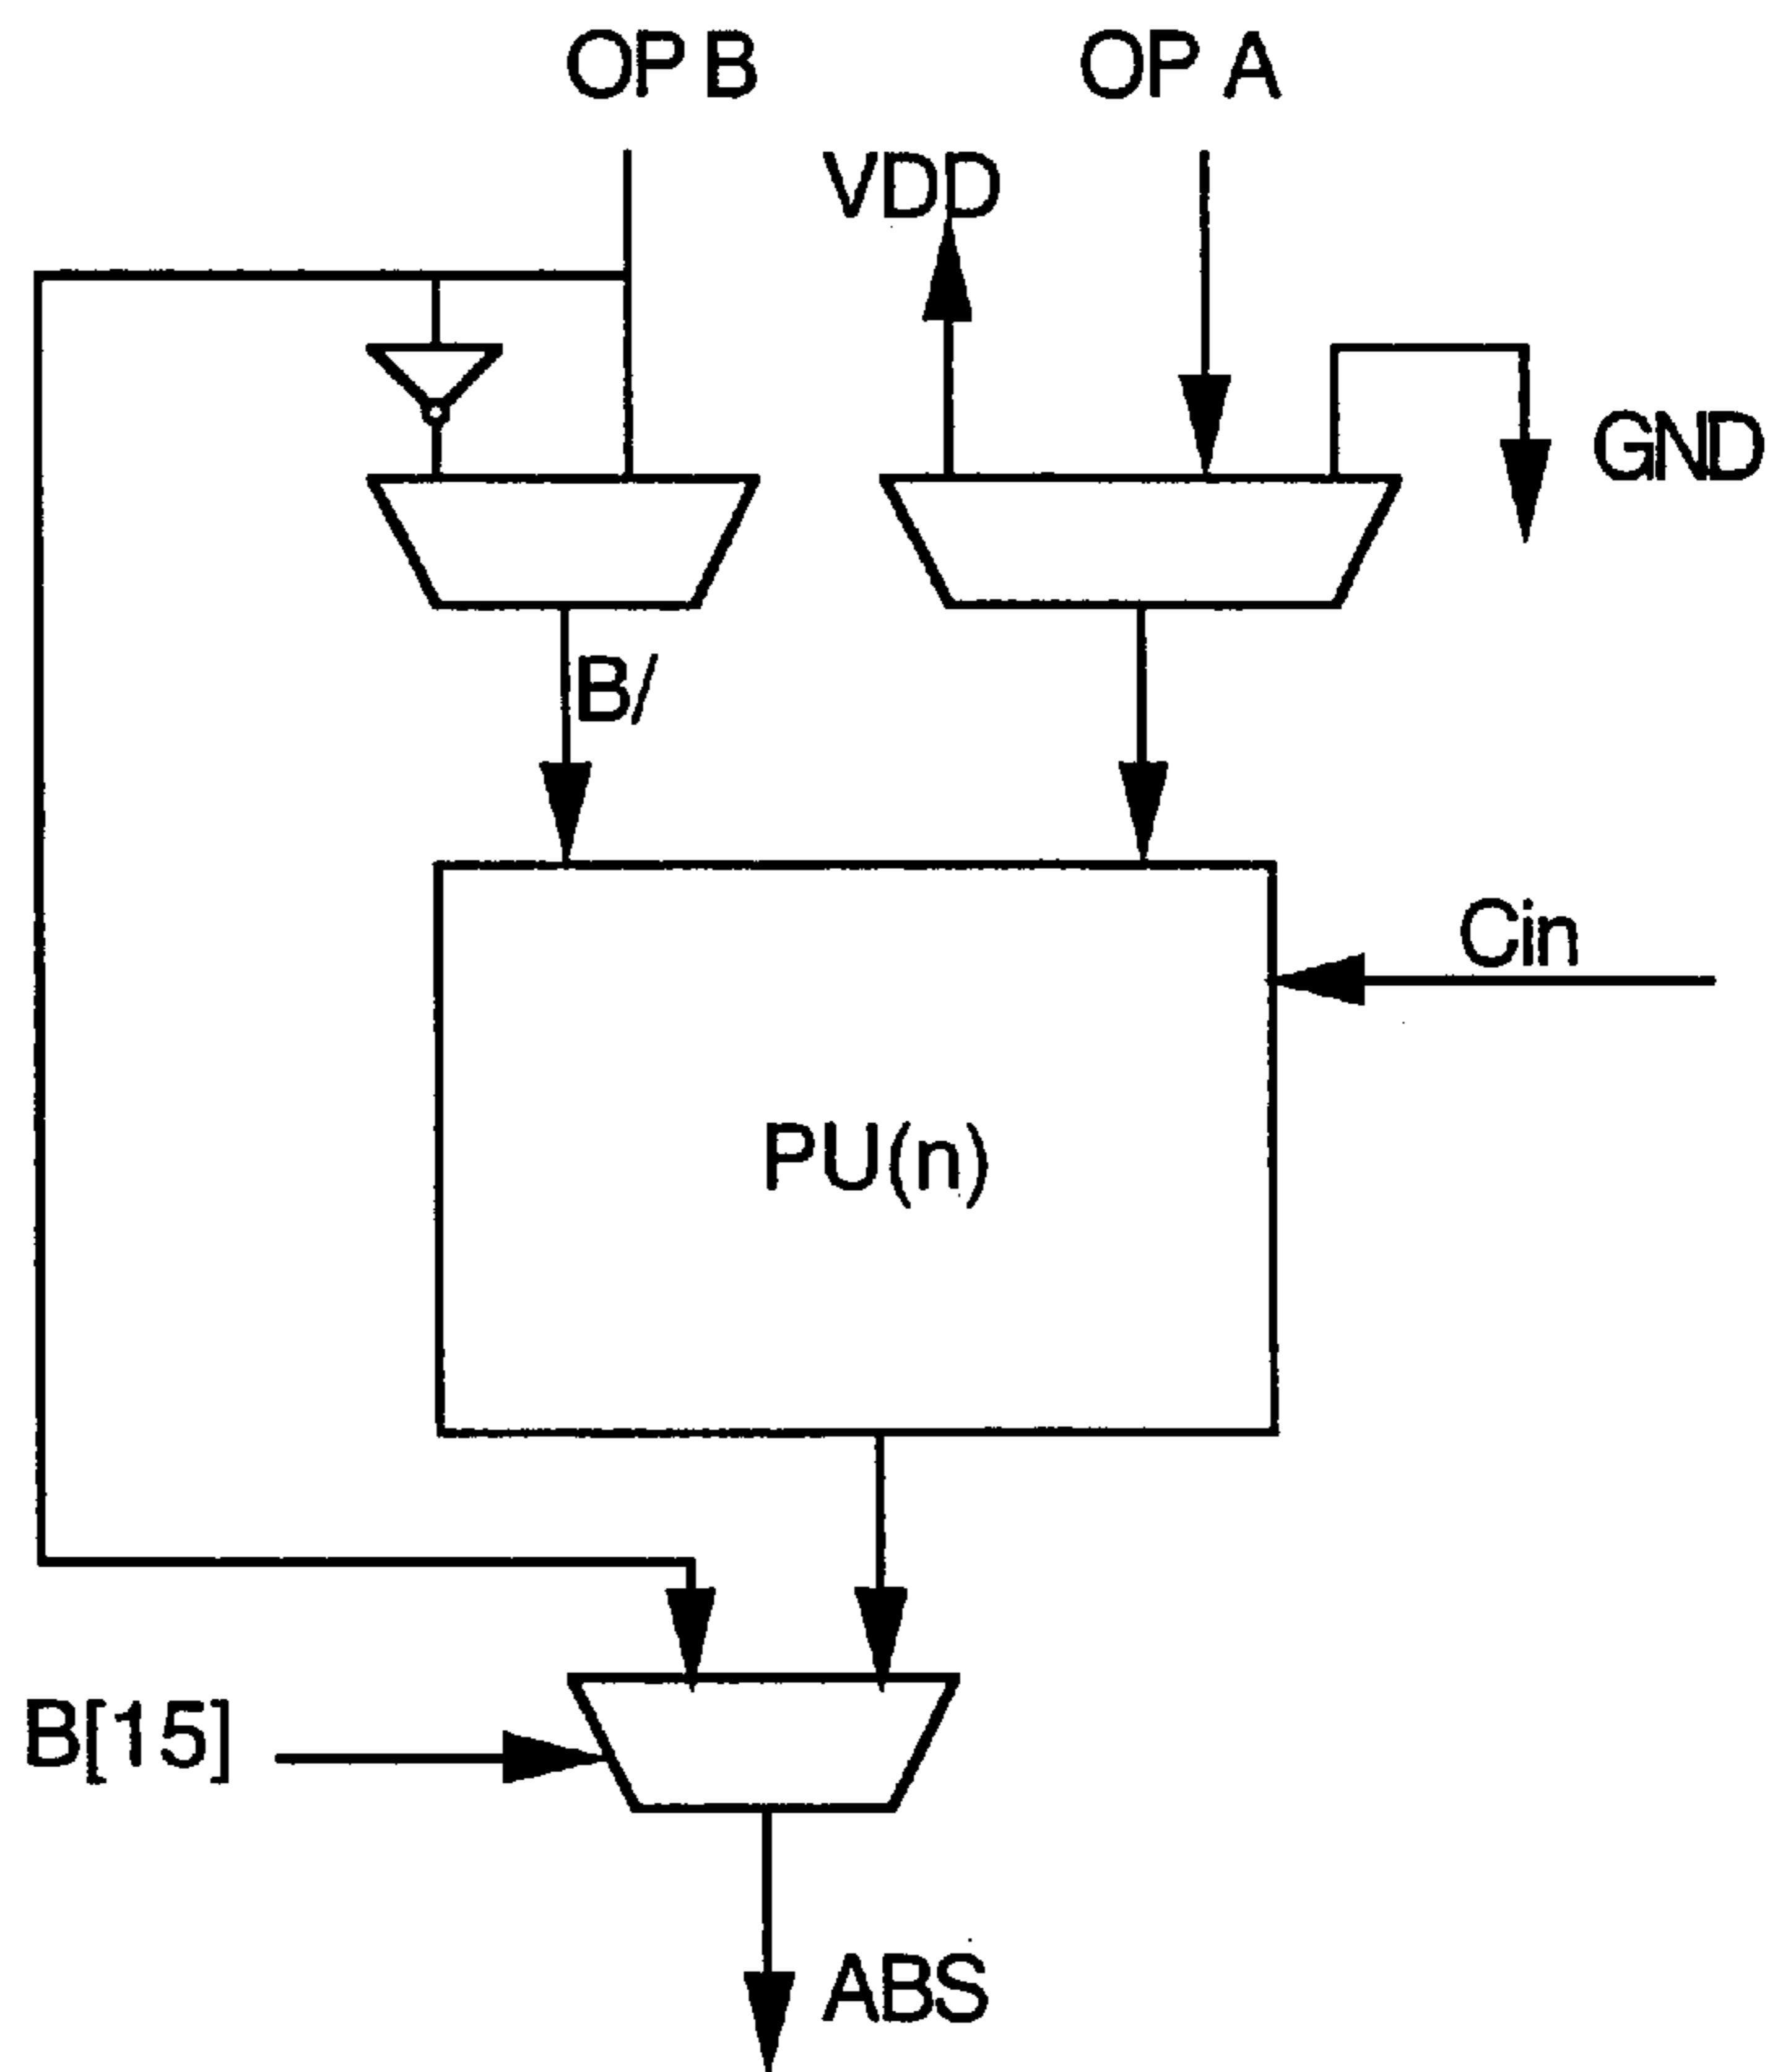 OP B
OP A
VDD
GND
B/
Cin
PU(n)
B[15]
ABS